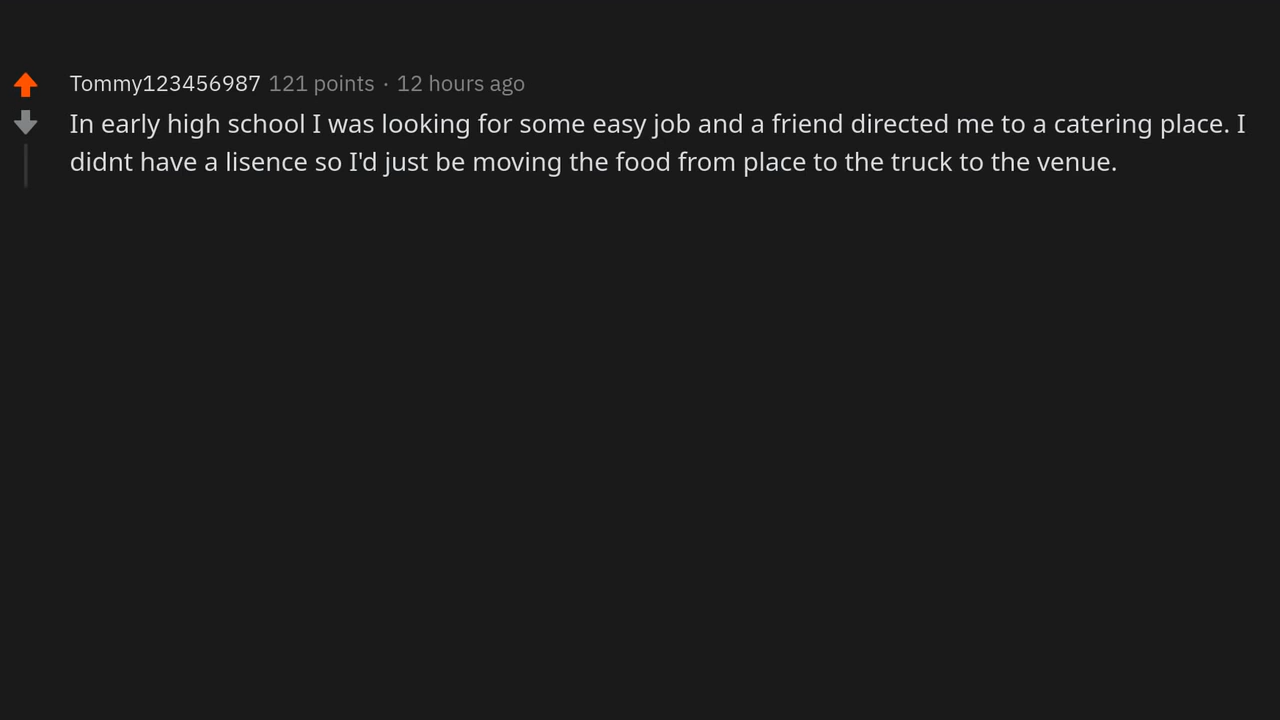 Tommy123456987 121 points · 12 hours ago
In early high school I was looking for some easy job and a friend directed me to a catering place. I
didnt have a lisence so I'd just be moving the food from place to the truck to the venue.